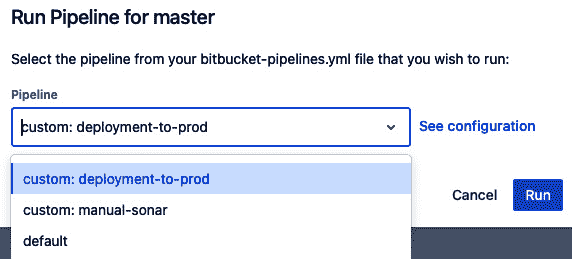 Run Pipeline for master
Select the pipeline from your bitbucket-pipelines.yml file that you wish to run:
Pipeline
custom: deployment-to-prod
See configuration
custom: deployment-to-prod
custom: manual-sonar
default
Cancel
Run